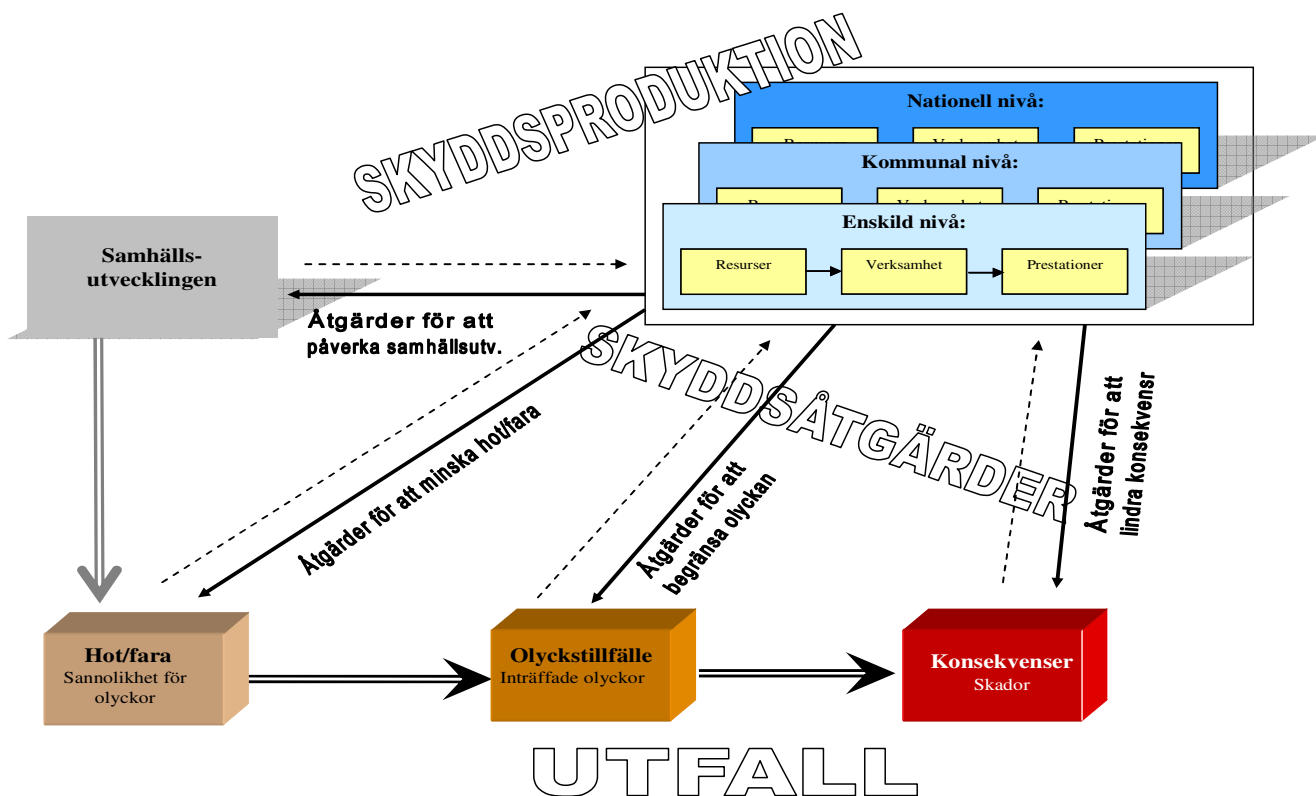 SKYDDSPRODUKTION
Nationell nivå:
Kommunal nivå:
Enskild nivå:
Resurser
Verksamhet
Prestationer
Samhälls-
utvecklingen
Åtgärder för att
påverka samhällsutv.
SKYDDSÅTGÄRDER
Åtgärder för att minska hot/fara
Åtgärder för att
begränsa olyckan
Åtgärder för att
lindra konsekvensr
Hot/fara
Sannolikhet för
olyckor
Olyckstillfälle
Inträffade olyckor
Konsekvenser
Skador
UTFALL